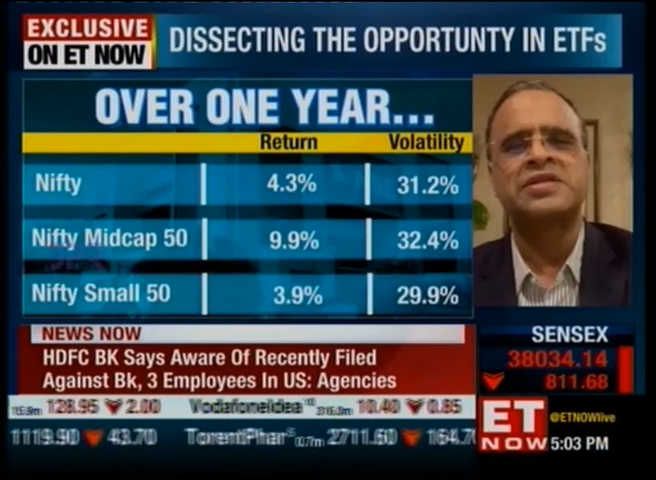 EXCLUSIVE
ON ET NOW
DISSECTING THE OPPORTUNTY IN ETFs
OVER ONE YEAR...
Return Volatility
Nifty 4.3% 31.2%
Nifty Midcap 50 9.9% 32.4%
Nifty Small 50 3.9% 29.9%
NEWS NOW
HDFC BK Says Aware Of Recently Filed
Against Bk, 3 Employees In US: Agencies
SENSEX
38034.14
811.68
128.95 2.00 VodafoneIdea 10.40 0.85
1119.90 43.70 TorentPhar 2711.60
ET
NOW
@ETNOWlive
5:03 PM